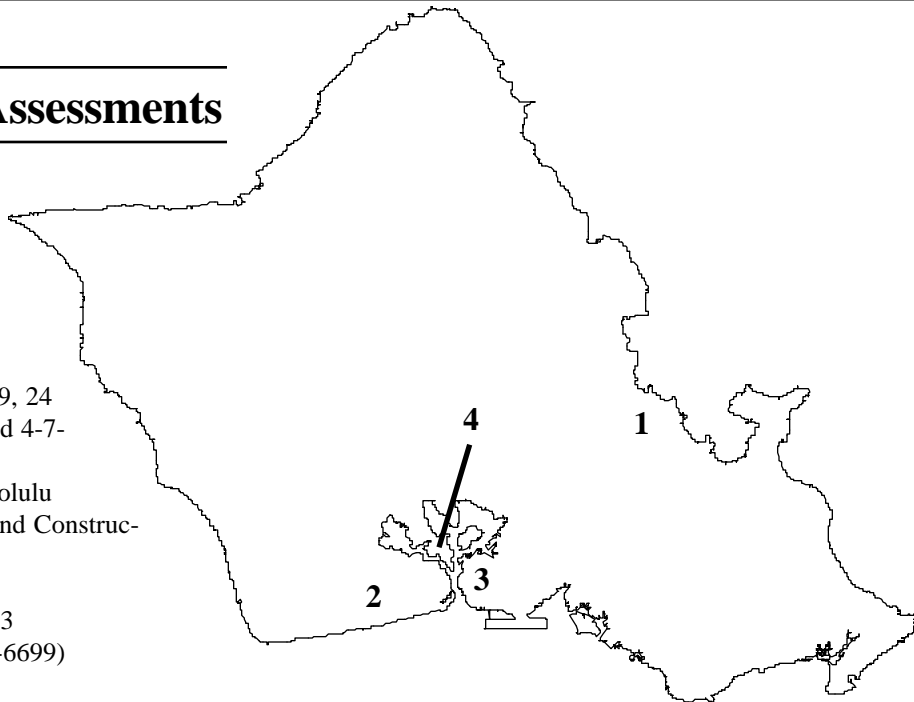 Assessments
9, 24
d 4-7-
olulu
nd Construc-
3
-6699)
4
1
2
3